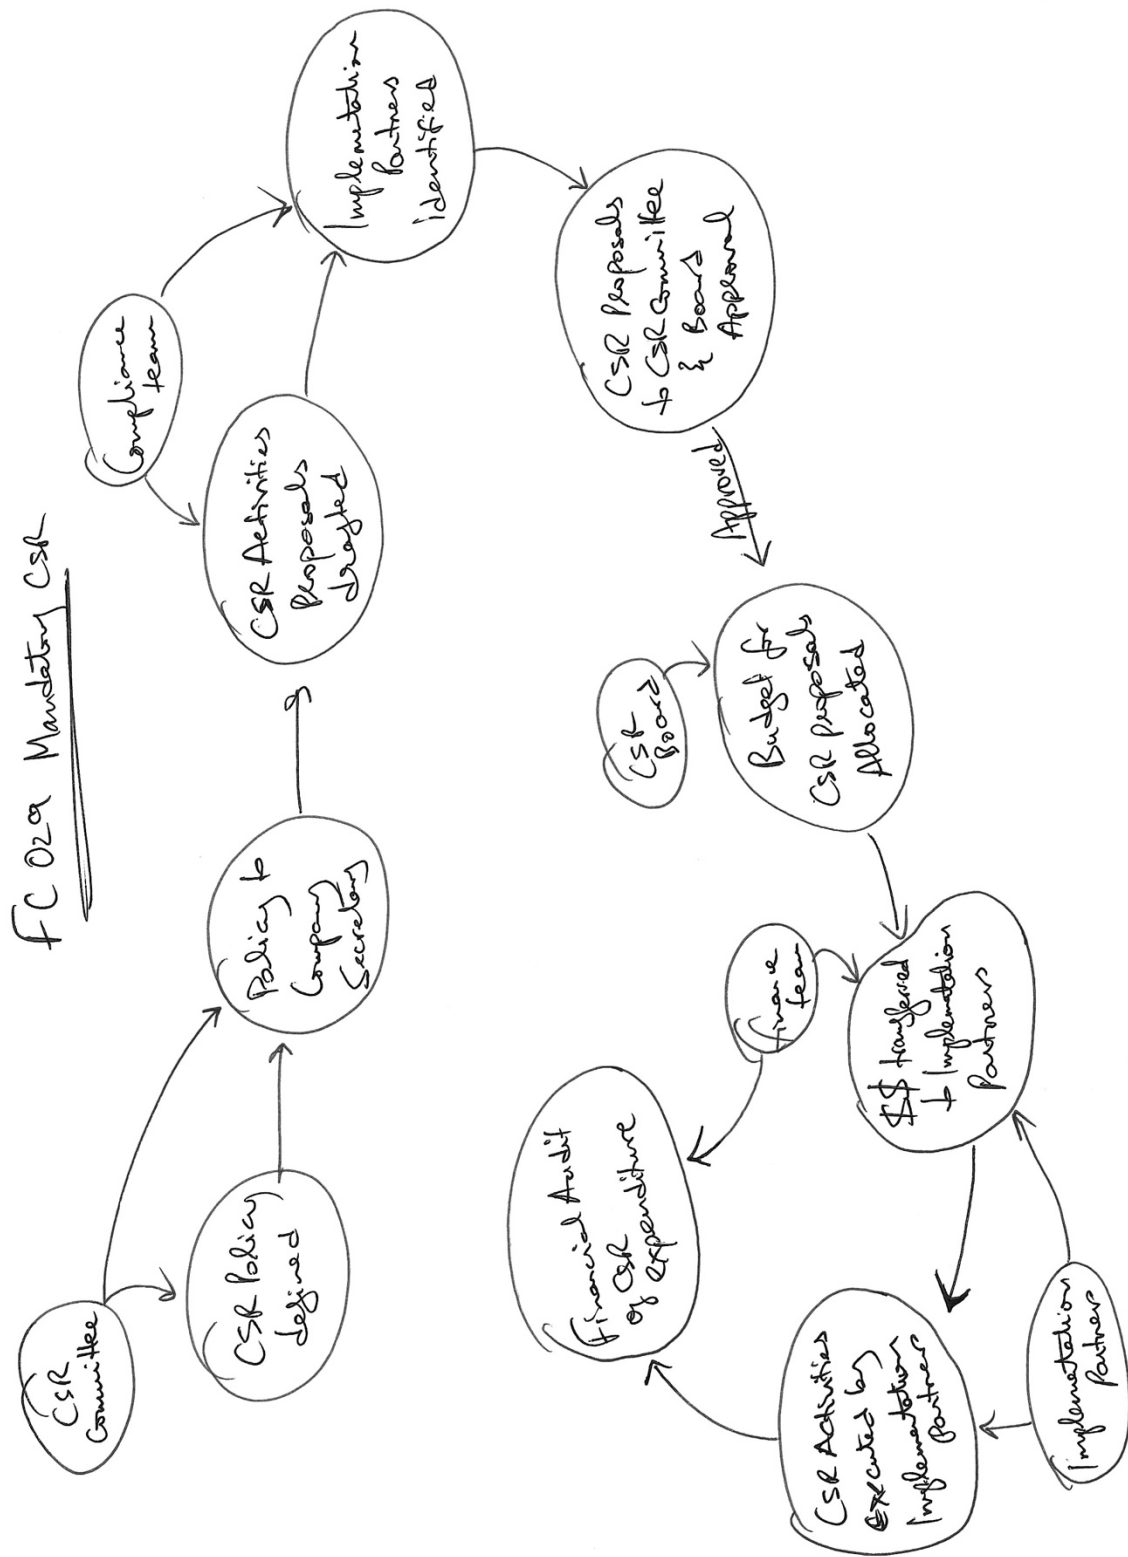 FC 029 Mandatory CSR
CSR
Committee
CSR Policy
defined
Policy to
Company
Secretary
Compliance
team
CSR Activities
Proposals
drafted
Implementation
Partners
identified
CSR Proposals
to CSR Committee
& Board
Approval
Approved
CSR
Board
Budget for
CSR Proposals
Allocated
Finance
team
$$ transferred
to Implementation
Partners
Implementation
Partners
CSR Activities
Executed by
Implementation
Partners
Financial Audit
of CSR
expenditure